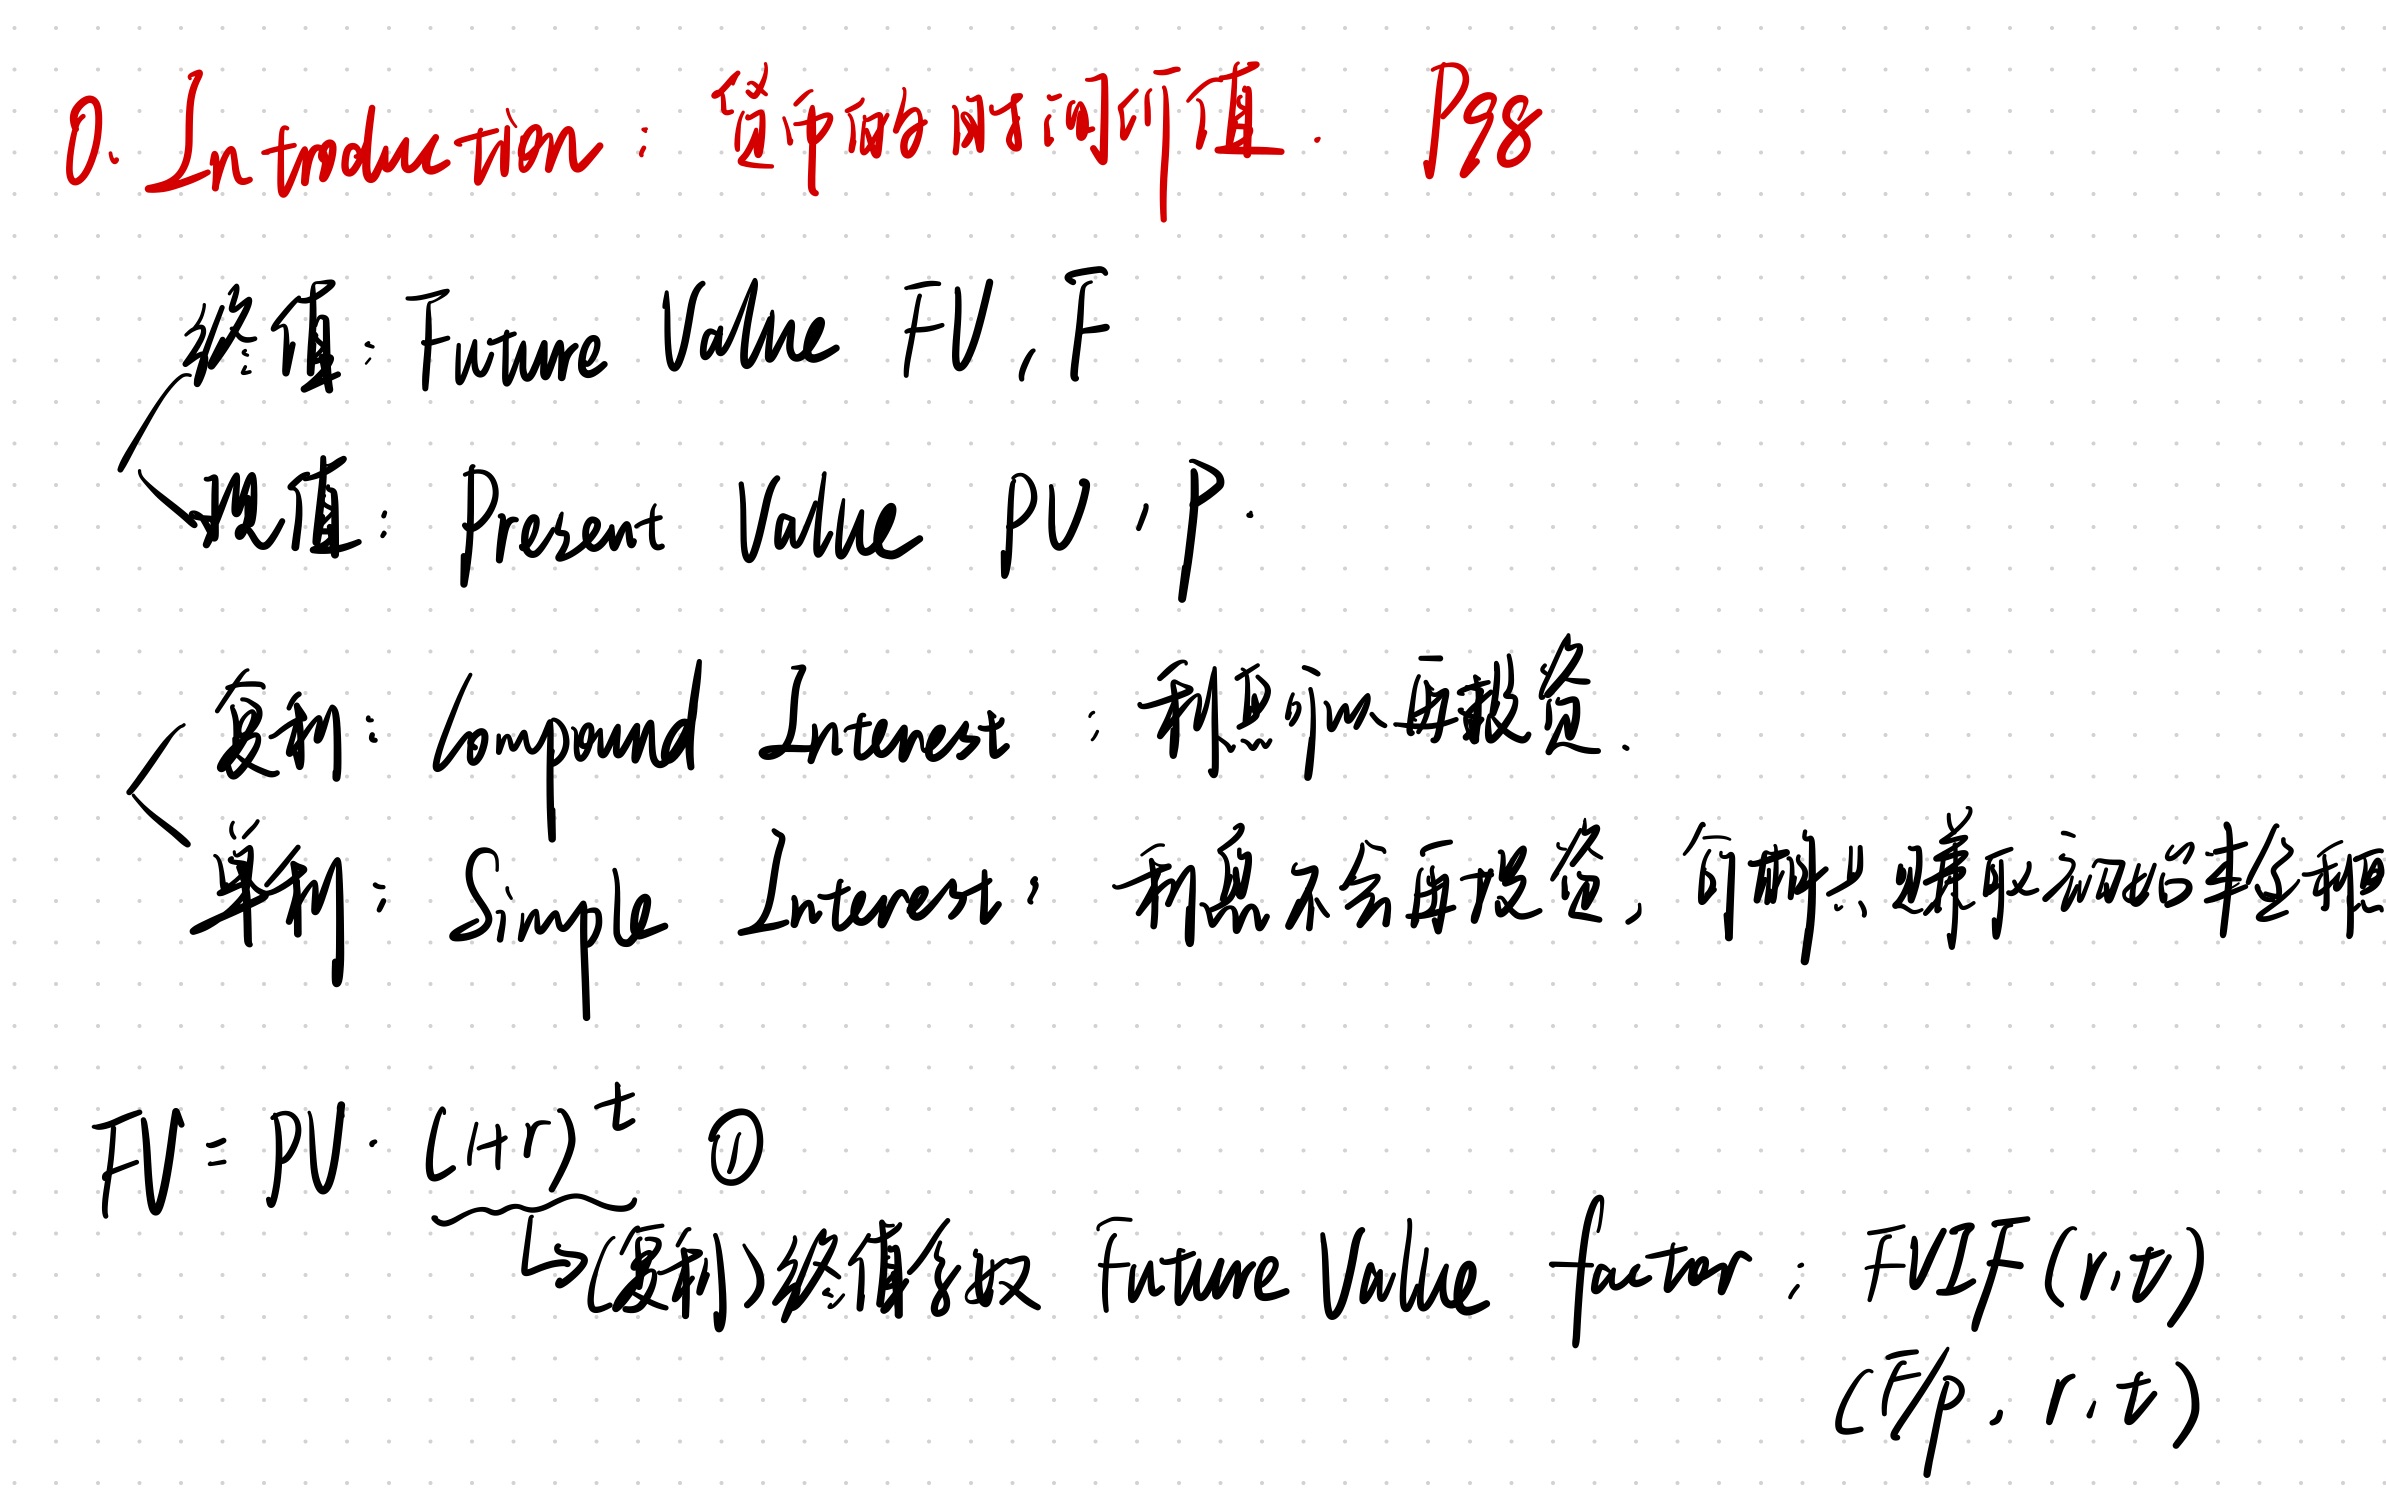 0. Introduction: 货币的时间价值. P98
终值: Future Value FV, F
现值: Present Value PV, P.
复利: Compound Interest: 利息可以再投资.
单利: Simple Interest: 利息不会再投资, 每期只赚取初始本金利息
FV = PV · (1+r)^t ①
↳(复利)终值系数 Future Value factor: FVIF(r,t)
(F/P, r, t)